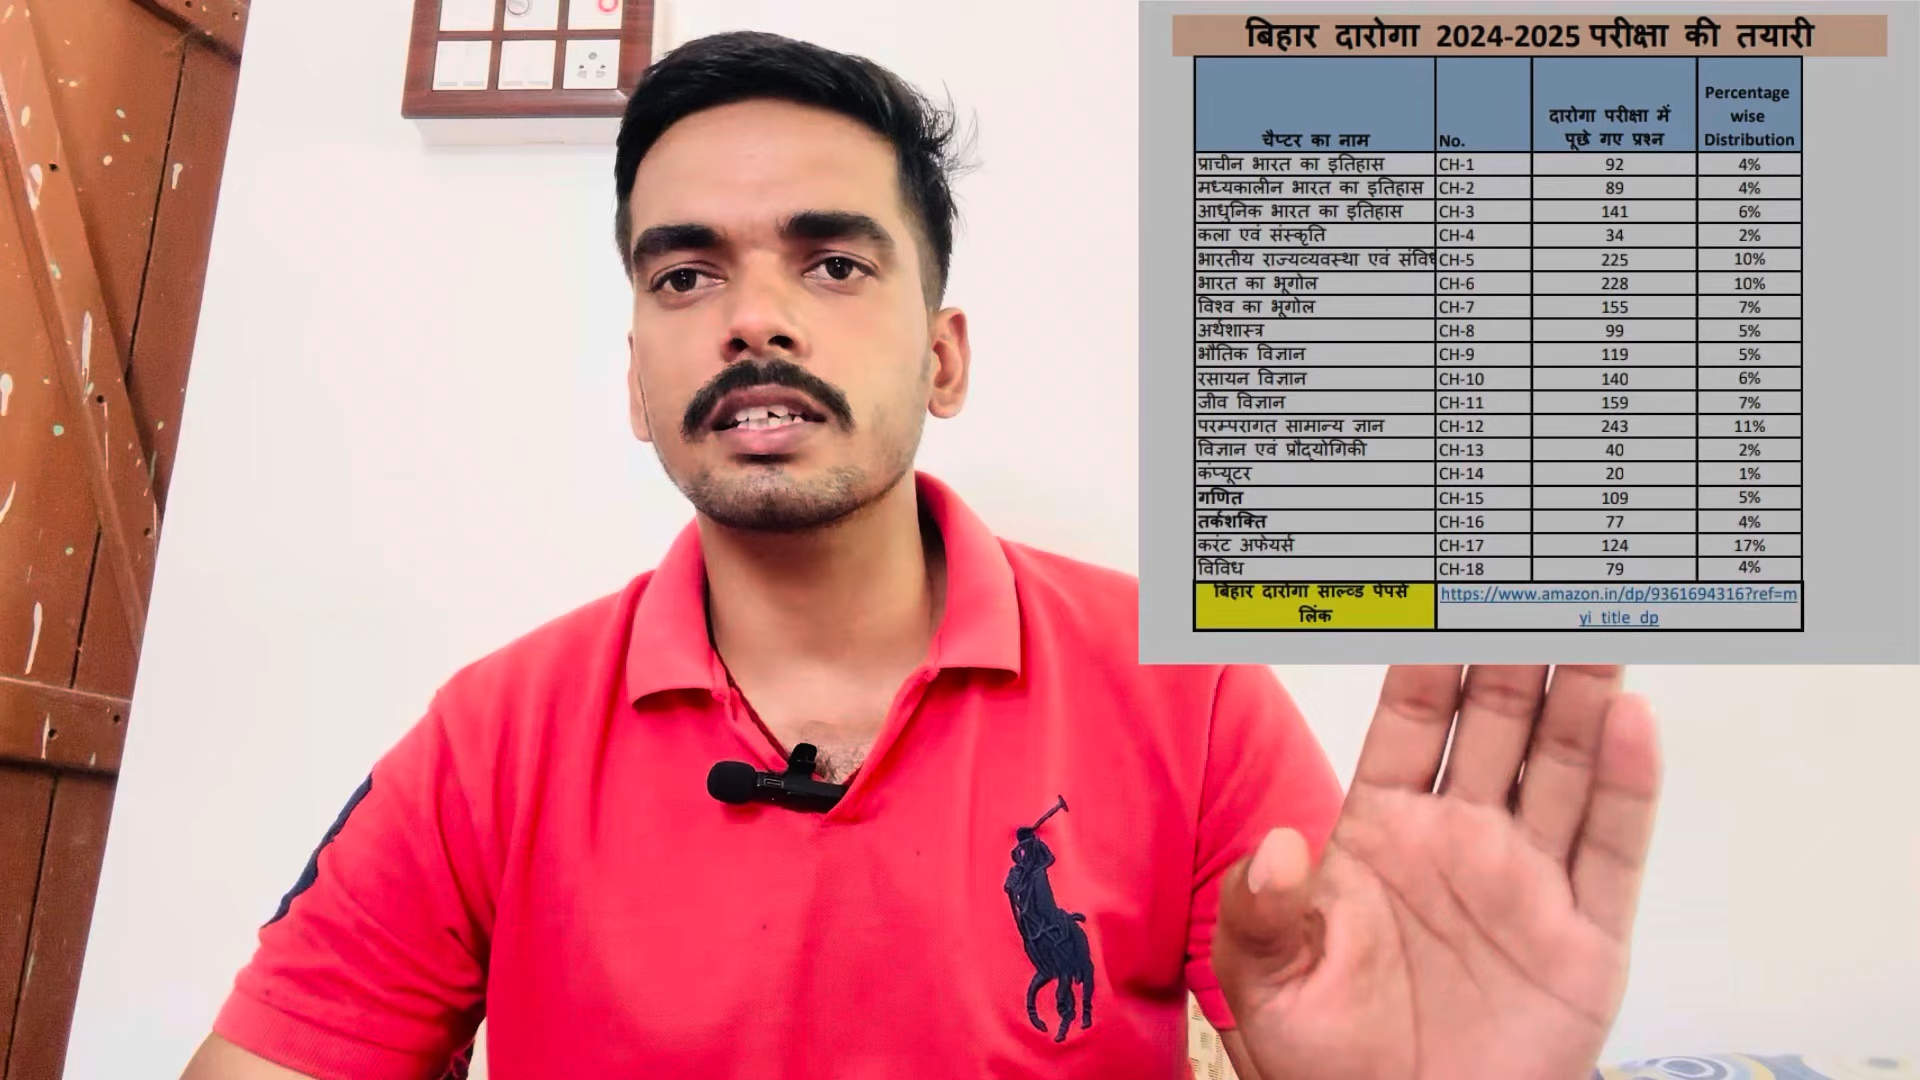 बिहार दारोगा 2024-2025 परीक्षा की तयारी
चैप्टर का नाम No. दारोगा परीक्षा में पूछे गए प्रश्न Percentage wise Distribution
प्राचीन भारत का इतिहास CH-1 92 4%
मध्यकालीन भारत का इतिहास CH-2 89 4%
आधुनिक भारत का इतिहास CH-3 141 6%
कला एवं संस्कृति CH-4 34 2%
भारतीय राज्यव्यवस्था एवं संविध CH-5 225 10%
भारत का भूगोल CH-6 228 10%
विश्व का भूगोल CH-7 155 7%
अर्थशास्त्र CH-8 99 5%
भौतिक विज्ञान CH-9 119 5%
रसायन विज्ञान CH-10 140 6%
जीव विज्ञान CH-11 159 7%
परम्परागत सामान्य ज्ञान CH-12 243 11%
विज्ञान एवं प्रौद्योगिकी CH-13 40 2%
कंप्यूटर CH-14 20 1%
गणित CH-15 109 5%
तर्कशक्ति CH-16 77 4%
करंट अफेयर्स CH-17 124 17%
विविध CH-18 79 4%
बिहार दारोगा साल्व्ड पेपर्स लिंक https://www.amazon.in/dp/9361694316?ref=m
yi_title_dp